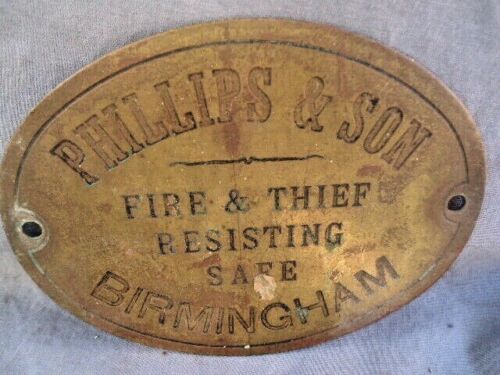 PHILLIPS & SON
FIRE & THIEF
RESISTING
SAFE
BIRMINGHAM